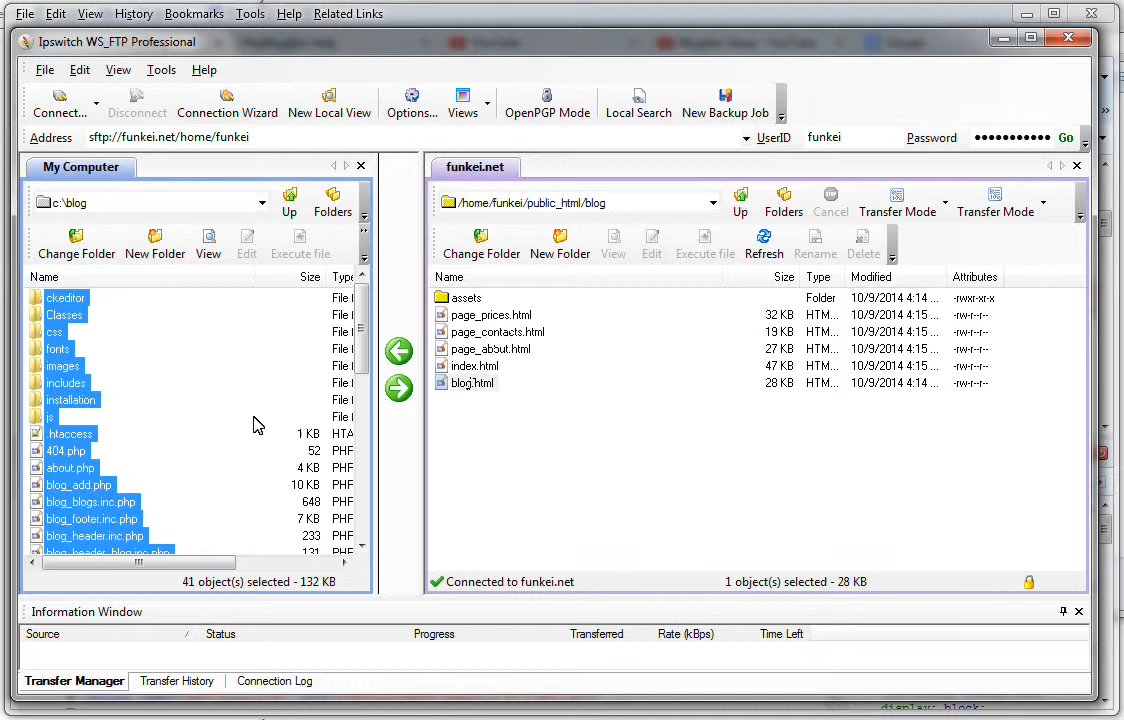 File Edit View History Bookmarks Tools Help Related Links
Ipswitch WS_FTP Professional
File Edit View Tools Help
Connect... Disconnect Connection Wizard New Local View Options... Views OpenPGP Mode Local Search New Backup Job
Address sftp://funkei.net/home/funkei UserID funkei Password ●●●●●●●●●●● Go
My Computer
c:\blog Up Folders
Change Folder New Folder View Edit Execute file
Name Size Type
ckeditor File
Classes File
css File
fonts File
images File
includes File
installation File
js File
.htaccess 1 KB HTA
404.php 52 PHF
about.php 4 KB PHF
blog_add.php 10 KB PHF
blog_blogs.inc.php 648 PHF
blog_footer.inc.php 7 KB PHF
blog_header.inc.php 233 PHF
blog_header_blog.inc.php 131 PHF
41 object(s) selected - 132 KB
funkei.net
/home/funkei/public_html/blog Up Folders Cancel Transfer Mode Transfer Mode
Change Folder New Folder View Edit Execute file Refresh Rename Delete
Name Size Type Modified Attributes
assets Folder 10/9/2014 4:14 ... -rwxr-xr-x
page_prices.html 32 KB HTM... 10/9/2014 4:15 ... -rw-r--r--
page_contacts.html 19 KB HTM... 10/9/2014 4:15 ... -rw-r--r--
page_about.html 27 KB HTM... 10/9/2014 4:15 ... -rw-r--r--
index.html 47 KB HTM... 10/9/2014 4:15 ... -rw-r--r--
blog.html 28 KB HTM... 10/9/2014 4:14 ... -rw-r--r--
Connected to funkei.net 1 object(s) selected - 28 KB
Information Window
Source Status Progress Transferred Rate (kBps) Time Left
Transfer Manager Transfer History Connection Log
display: block;